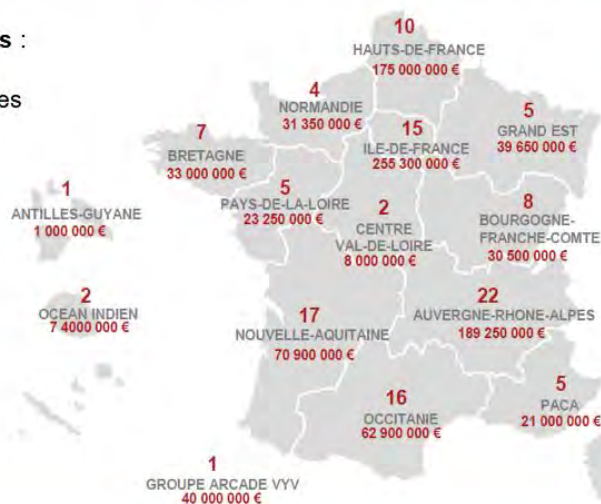 s :
es
10
HAUTS-DE-FRANCE
175 000 000 €
4
NORMANDIE
31 350 000 €
5
GRAND EST
39 650 000 €
7
BRETAGNE
33 000 000 €
15
ILE-DE-FRANCE
255 300 000 €
1
ANTILLES-GUYANE
1 000 000 €
5
PAYS-DE-LA-LOIRE
23 250 000 €
2
CENTRE
VAL-DE-LOIRE
8 000 000 €
8
BOURGOGNE-
FRANCHE-COMTE
30 500 000 €
2
OCEAN INDIEN
7 4000 000 €
17
NOUVELLE-AQUITAINE
70 900 000 €
22
AUVERGNE-RHONE-ALPES
189 250 000 €
16
OCCITANIE
62 900 000 €
5
PACA
21 000 000 €
1
GROUPE ARCADE VYV
40 000 000 €